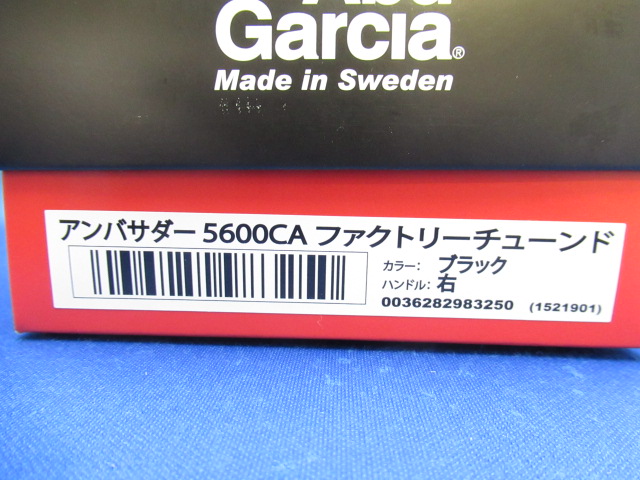 Abu
Garcia®
Made in Sweden
アンバサダー 5600CA ファクトリーチューンド
カラー: ブラック
ハンドル: 右
0036282983250 (1521901)